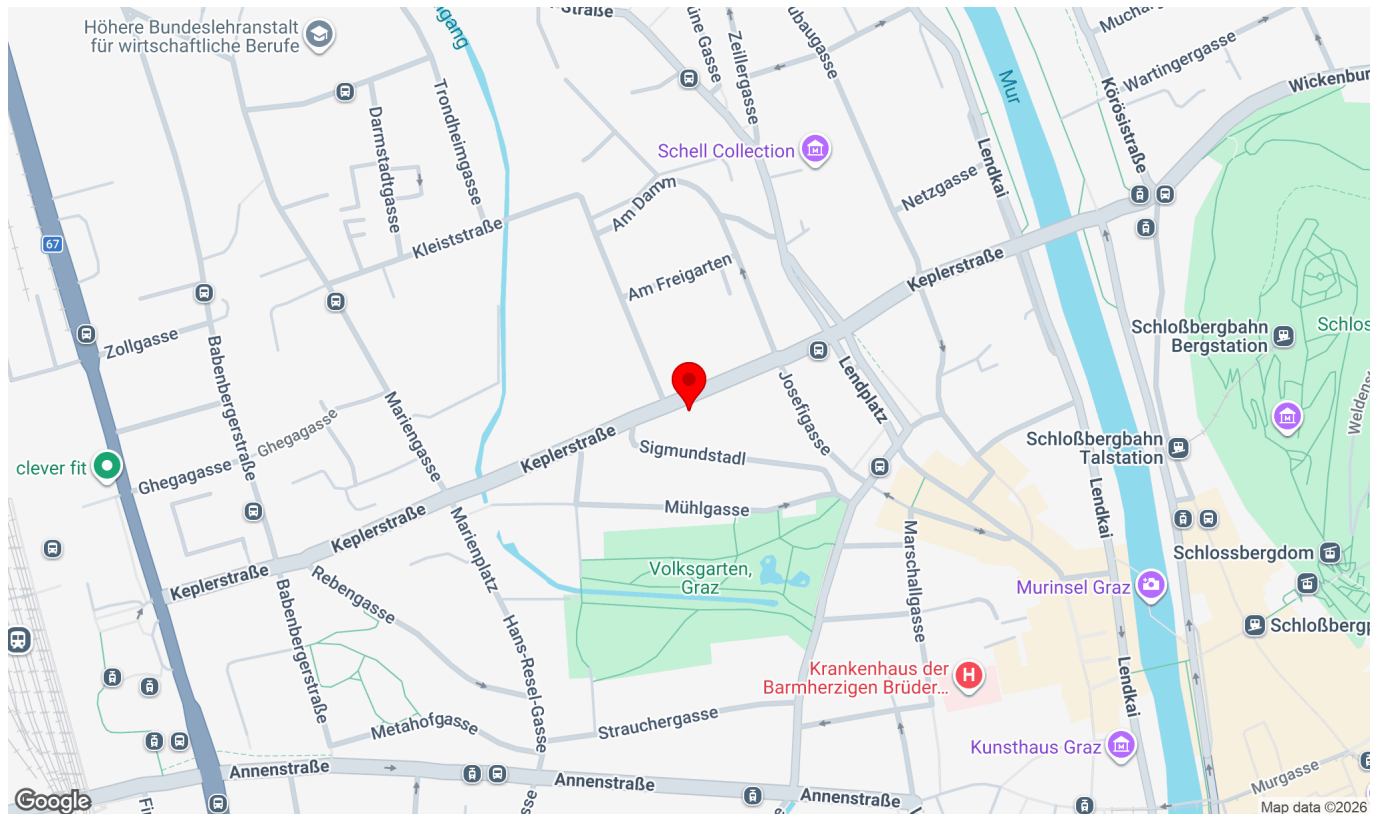 Höhere Bundeslehranstalt
für wirtschaftliche Berufe
Straße
Zeillergasse
Mur
Wartingergasse
Körösistraße
Trondheimgasse
Darmstadtgasse
Schell Collection
Lendkai
Netzgasse
Am Damm
Kleiststraße
67
Keplerstraße
Am Freigarten
Zollgasse
Schloßbergbahn
Bergstation
Babenbergerstraße
Mariengasse
Lendplatz
Josefigasse
Ghegagasse
Ghegagasse
clever fit
Keplerstraße
Sigmundstadl
Schloßbergbahn
Talstation
Lendkai
Mühlgasse
Keplerstraße
Marienplatz
Marschallgasse
Schlossbergdom
Keplerstraße
Rebengasse
Volksgarten,
Graz
Murinsel Graz
Babenbergerstraße
Hans-Resel-Gasse
Krankenhaus der
Barmherzigen Brüder...
H
Lendkai
Metahofgasse
Strauchergasse
Kunsthaus Graz
Annenstraße
Annenstraße
Annenstraße
Murgasse
Google
Map data ©2026